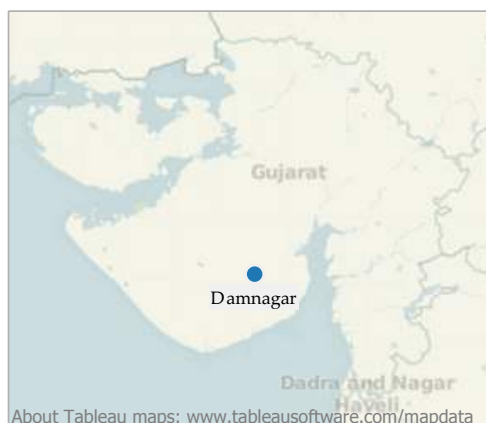 Gujarat
Damnagar
Dadra and Nagar
Haveli
About Tableau maps: www.tableausoftware.com/mapdata